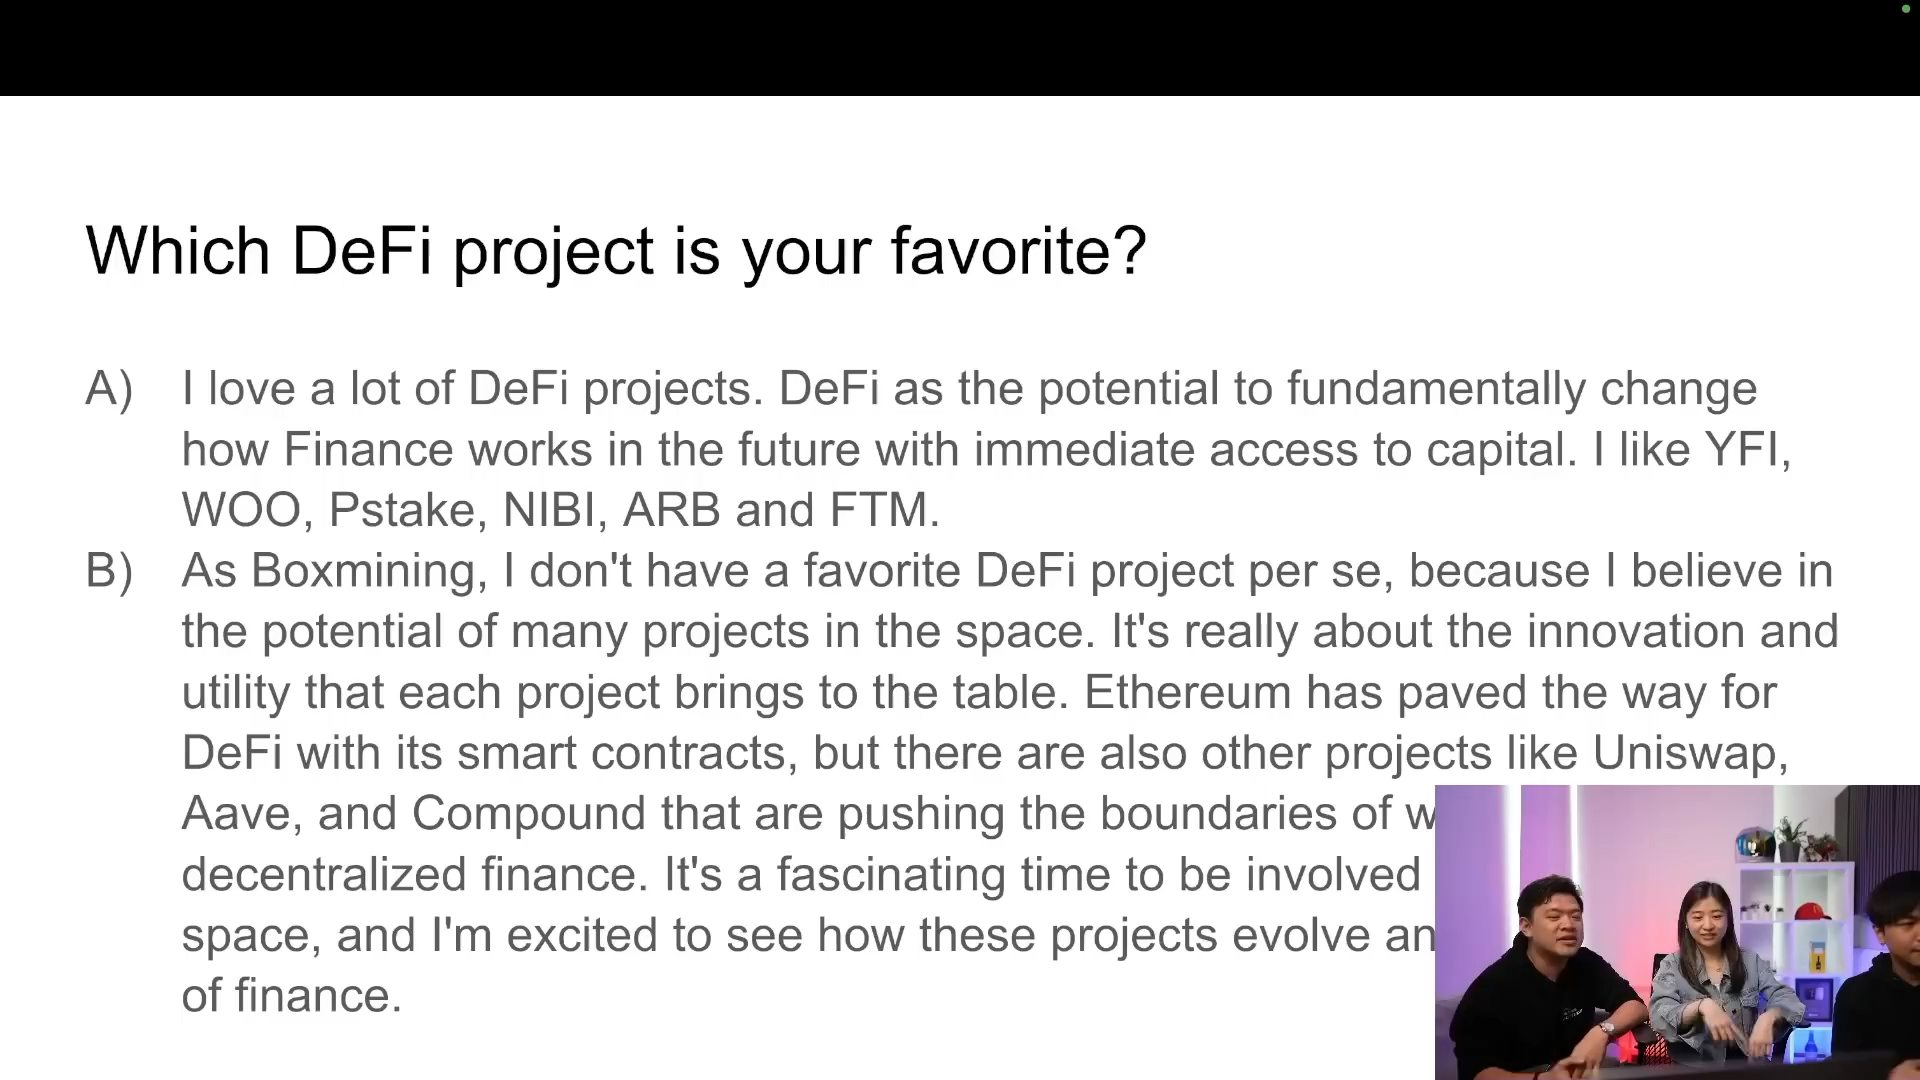 Which DeFi project is your favorite?
A) I love a lot of DeFi projects. DeFi as the potential to fundamentally change
how Finance works in the future with immediate access to capital. I like YFI,
WOO, Pstake, NIBI, ARB and FTM.
B) As Boxmining, I don't have a favorite DeFi project per se, because I believe in
the potential of many projects in the space. It's really about the innovation and
utility that each project brings to the table. Ethereum has paved the way for
DeFi with its smart contracts, but there are also other projects like Uniswap,
Aave, and Compound that are pushing the boundaries of w
decentralized finance. It's a fascinating time to be involved
space, and I'm excited to see how these projects evolve an
of finance.